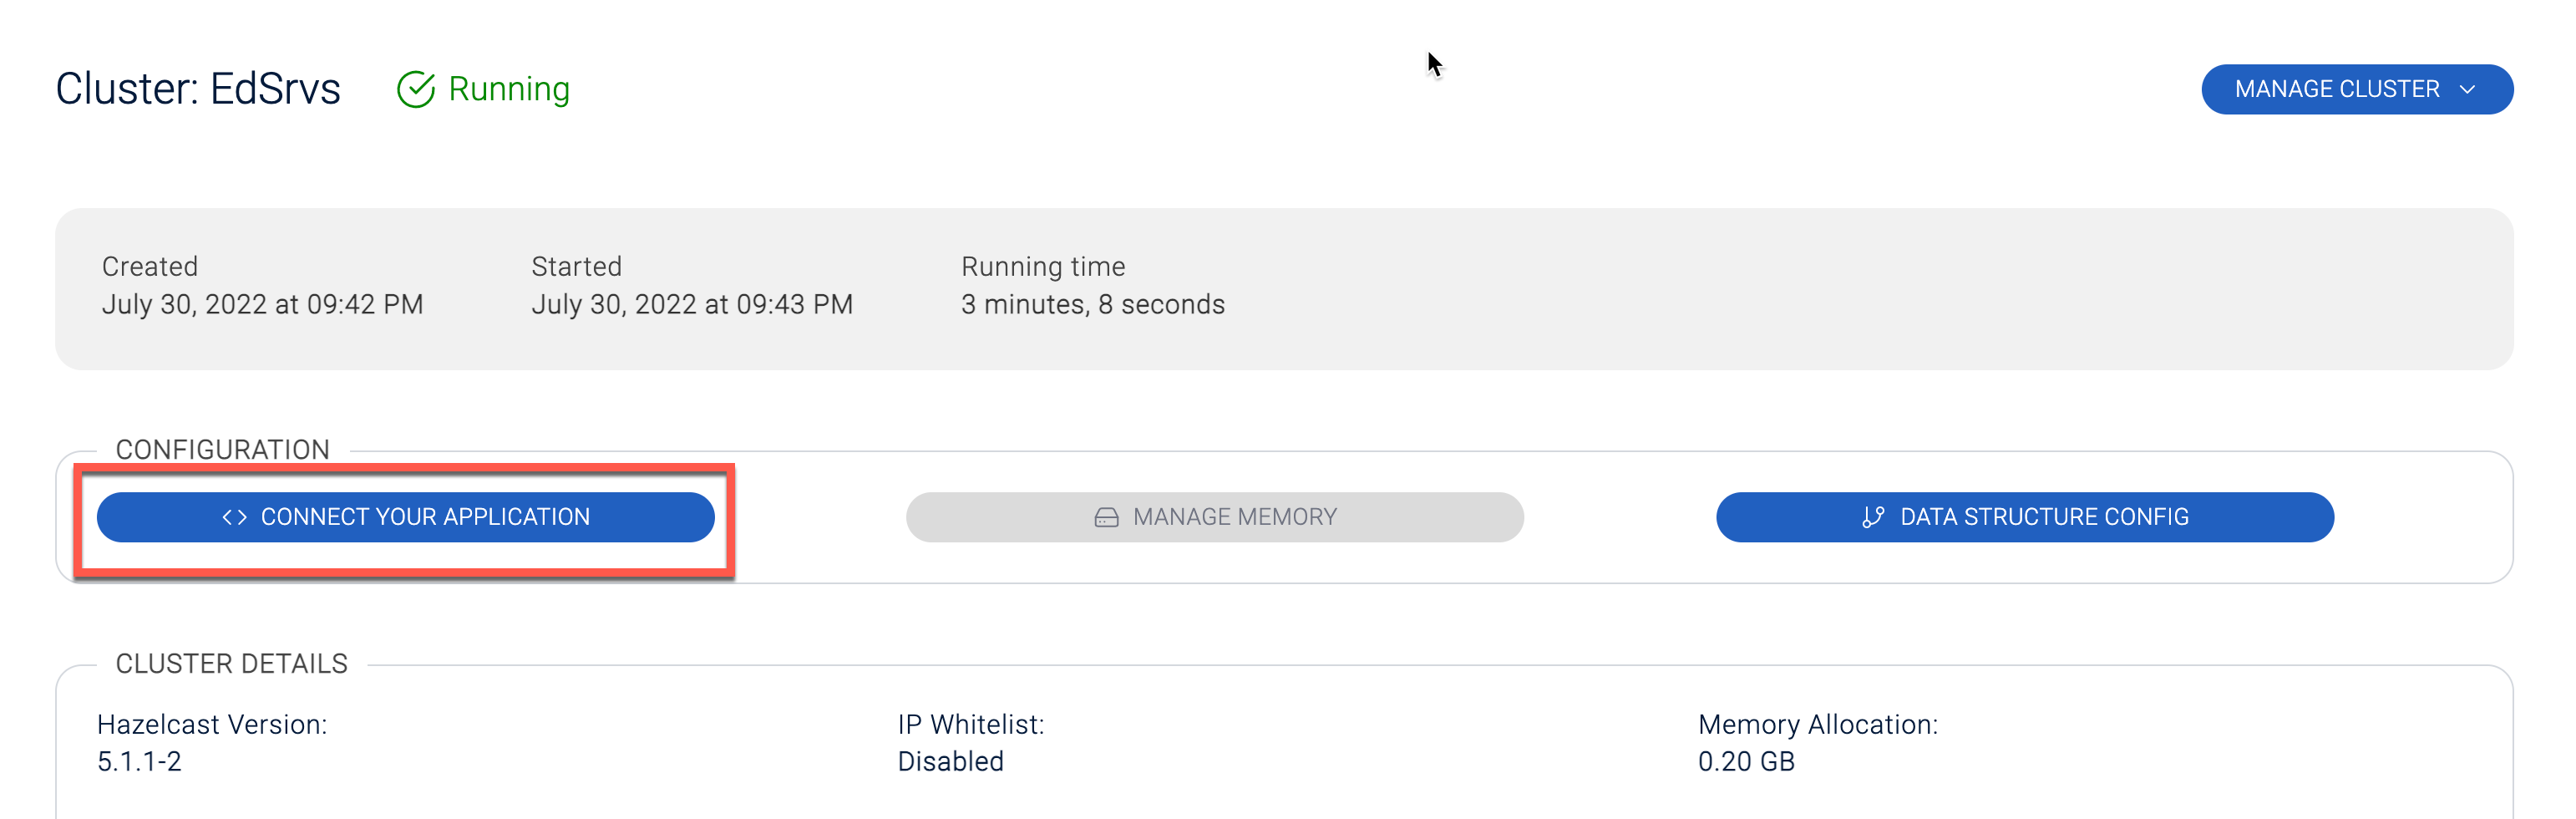 Cluster: EdSrvs
Running
MANAGE CLUSTER
Created
July 30, 2022 at 09:42 PM
Started
July 30, 2022 at 09:43 PM
Running time
3 minutes, 8 seconds
CONFIGURATION
CONNECT YOUR APPLICATION
MANAGE MEMORY
DATA STRUCTURE CONFIG
CLUSTER DETAILS
Hazelcast Version:
5.1.1-2
IP Whitelist:
Disabled
Memory Allocation:
0.20 GB